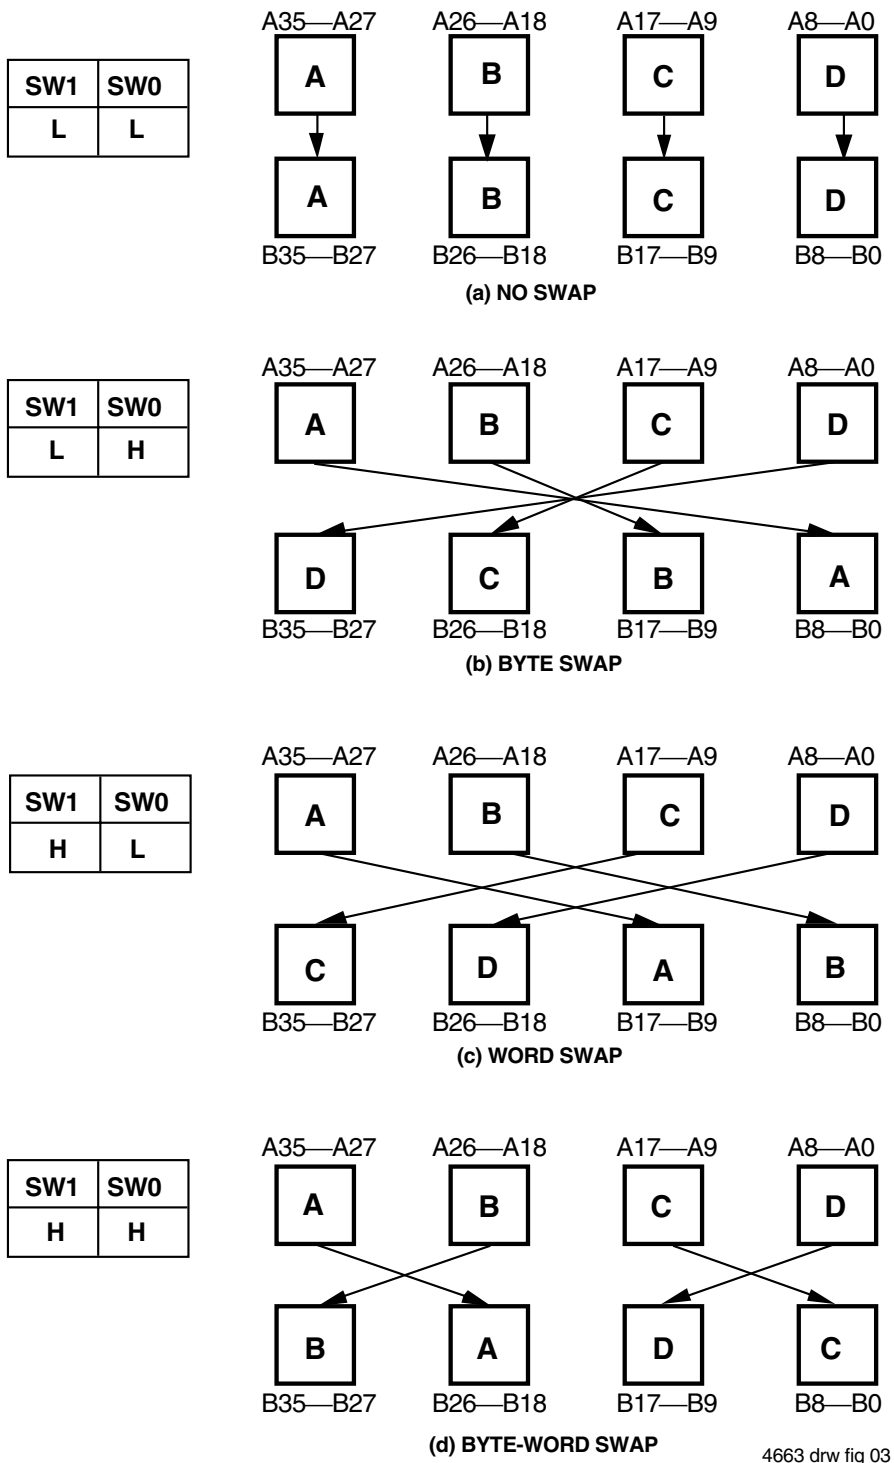 A35—A27 A26—A18 A17—A9 A8—A0
SW1 SW0
L L
A B C D
A B C D
B35—B27 B26—B18 B17—B9 B8—B0
(a) NO SWAP
A35—A27 A26—A18 A17—A9 A8—A0
SW1 SW0
L H
A B C D
D C B A
B35—B27 B26—B18 B17—B9 B8—B0
(b) BYTE SWAP
A35—A27 A26—A18 A17—A9 A8—A0
SW1 SW0
H L
A B C D
C D A B
B35—B27 B26—B18 B17—B9 B8—B0
(c) WORD SWAP
A35—A27 A26—A18 A17—A9 A8—A0
SW1 SW0
H H
A B C D
B A D C
B35—B27 B26—B18 B17—B9 B8—B0
(d) BYTE-WORD SWAP
4663 drw fig 03